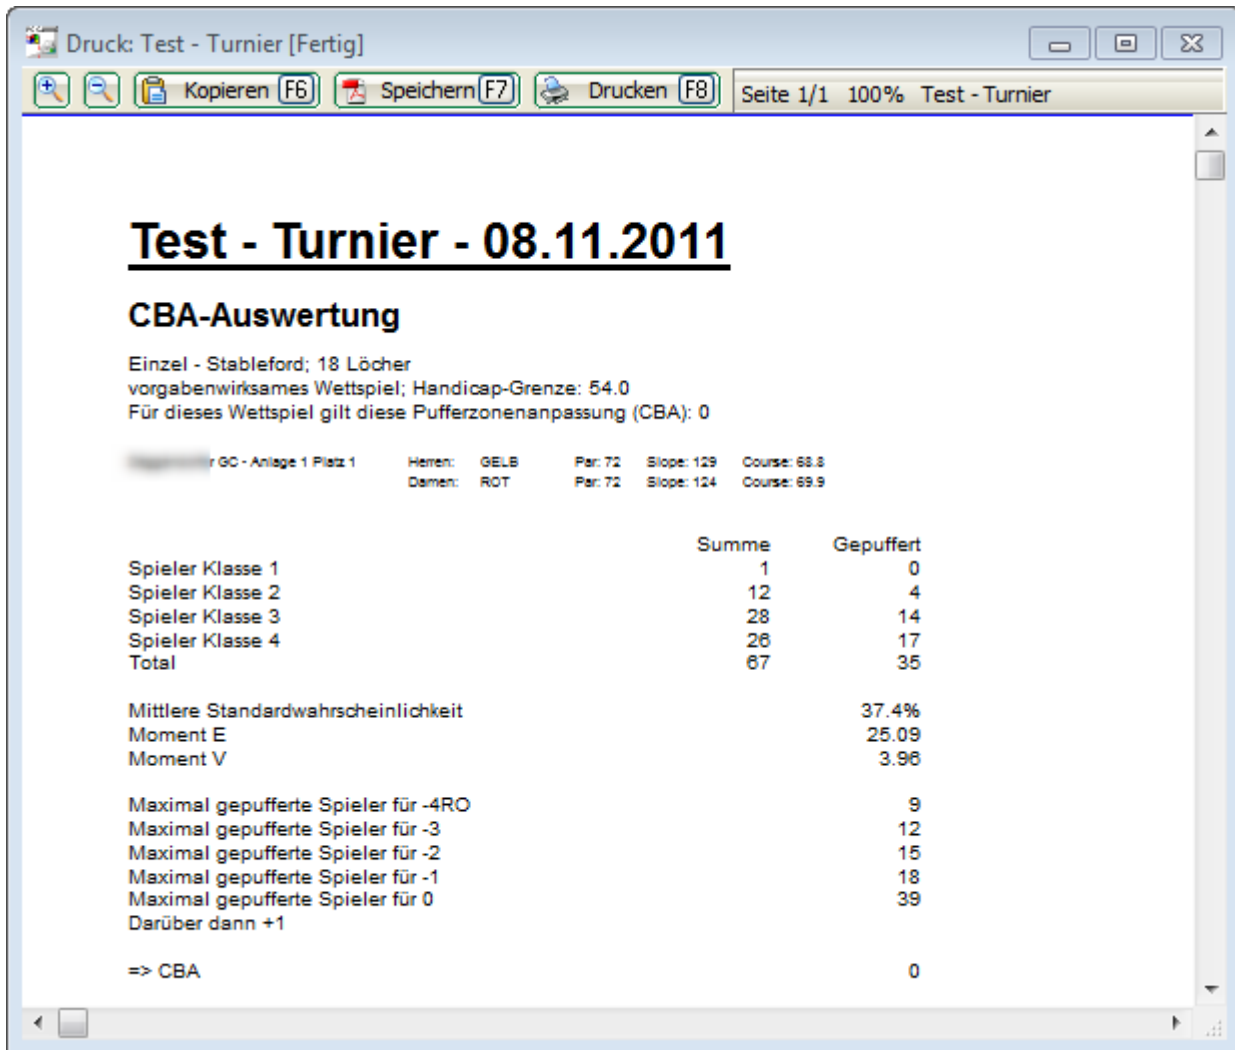 Druck: Test - Turnier [Fertig]
Kopieren F6 Speichern F7 Drucken F8 Seite 1/1 100% Test - Turnier
Test - Turnier - 08.11.2011
CBA-Auswertung
Einzel - Stableford; 18 Löcher
vorgabenwirksames Wettspiel; Handicap-Grenze: 54.0
Für dieses Wettspiel gilt diese Pufferzonenanpassung (CBA): 0
GC - Anlage 1 Platz 1 Herren: GELB Par: 72 Slope: 129 Course: 68.8
Damen: ROT Par: 72 Slope: 124 Course: 69.9
Summe Gepuffert
Spieler Klasse 1 1 0
Spieler Klasse 2 12 4
Spieler Klasse 3 28 14
Spieler Klasse 4 26 17
Total 67 35
Mittlere Standardwahrscheinlichkeit 37.4%
Moment E 25.09
Moment V 3.96
Maximal gepufferte Spieler für -4RO 9
Maximal gepufferte Spieler für -3 12
Maximal gepufferte Spieler für -2 15
Maximal gepufferte Spieler für -1 18
Maximal gepufferte Spieler für 0 39
Darüber dann +1
=> CBA 0